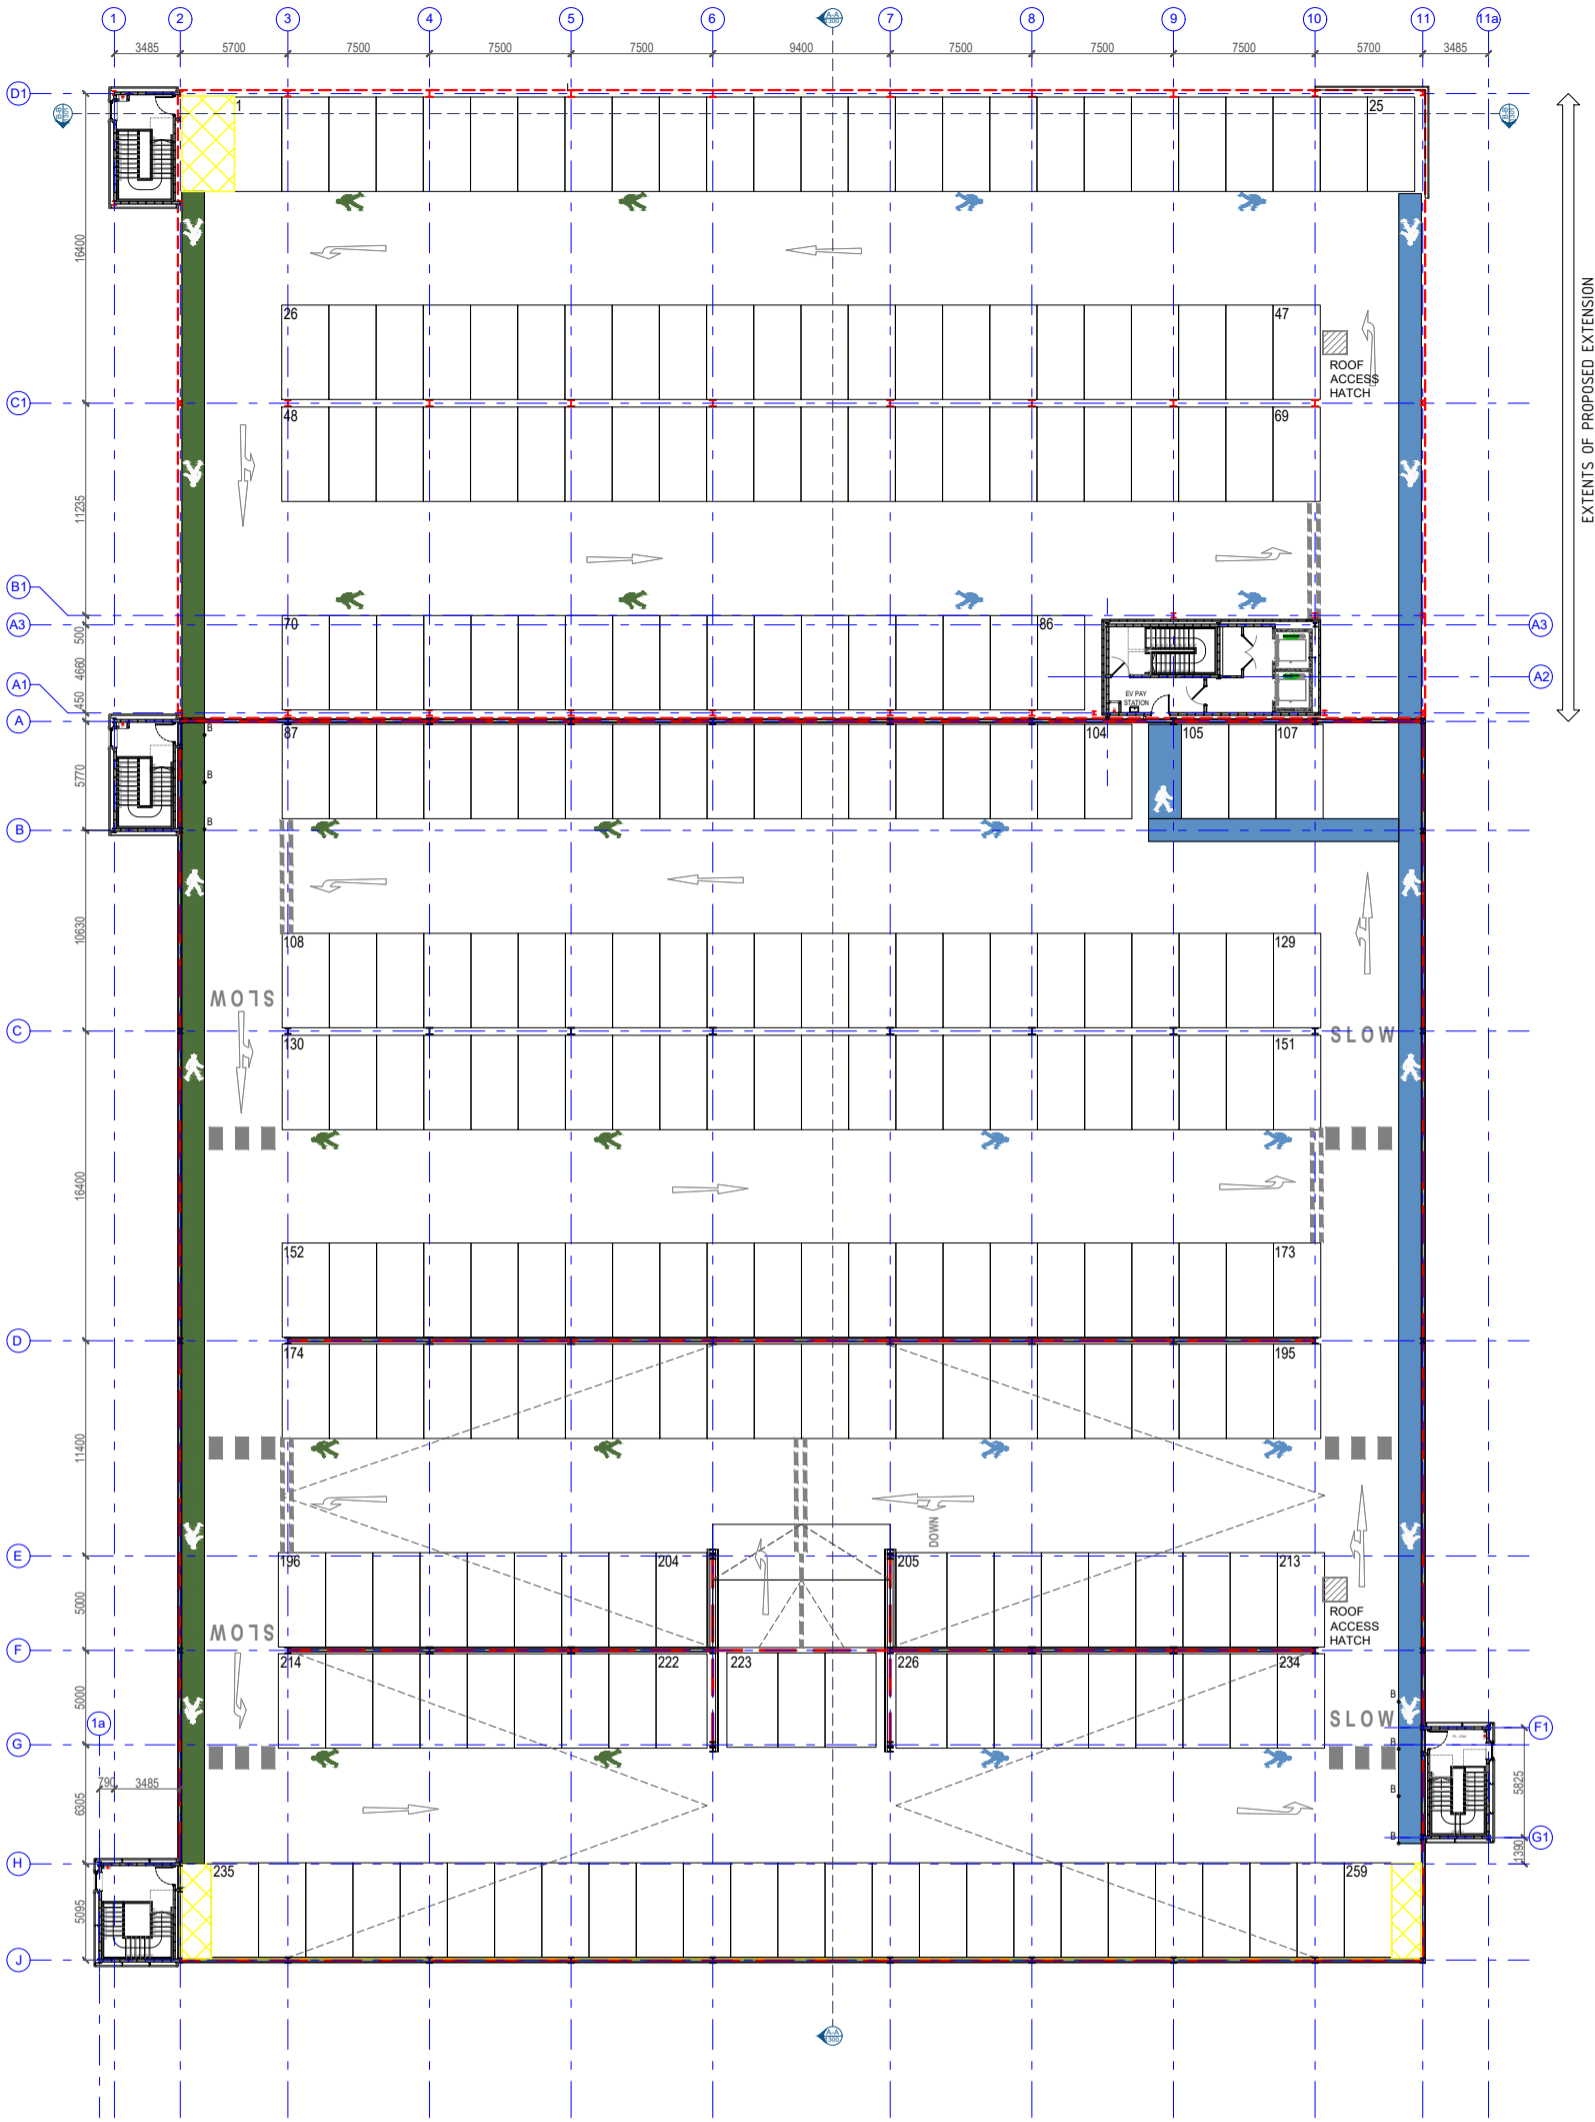 1 2 3 4 5 6 7 8 9 10 11 11a
3485 5700 7500 7500 7500 9400 7500 7500 7500 5700 3485
D1
1 25
16400
EXTENTS OF PROPOSED EXTENSION
26 47
ROOF
ACCESS
HATCH
C1
48 69
11235
B1
A3 A3
500
70 86
4660
A2
A1
450
EV PAY
STATION
A
87 104 105 107
B
B
B
5770
B
10630
108 129
SLOW
C
130 151
SLOW
16400
152 173
D
174 195
11400
DOWN
E
196 204 205 213
5000
ROOF
ACCESS
HATCH
SLOW
F
214 222 223 226 234
5000
B
SLOW
1a
F1
G
B
790 3485
6305
B
5825
B
G1
H
1390
235 259
5095
J